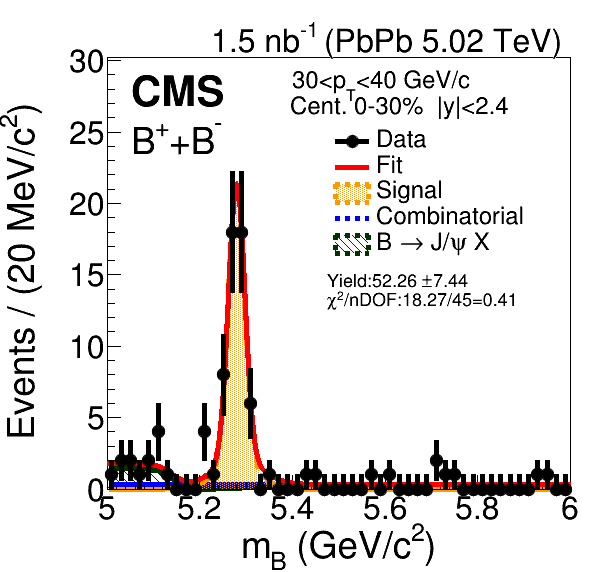 1.5 nb⁻¹ (PbPb 5.02 TeV)
CMS
B⁺+B⁻
30<p_T<40 GeV/c
Cent. 0-30% |y|<2.4
Data
Fit
Signal
Combinatorial
B → J/ψ X
Yield:52.26 ±7.44
χ²/nDOF:18.27/45=0.41
Events / (20 MeV/c²)
30
25
20
15
10
5
0
5 5.2 5.4 5.6 5.8 6
m_B (GeV/c²)